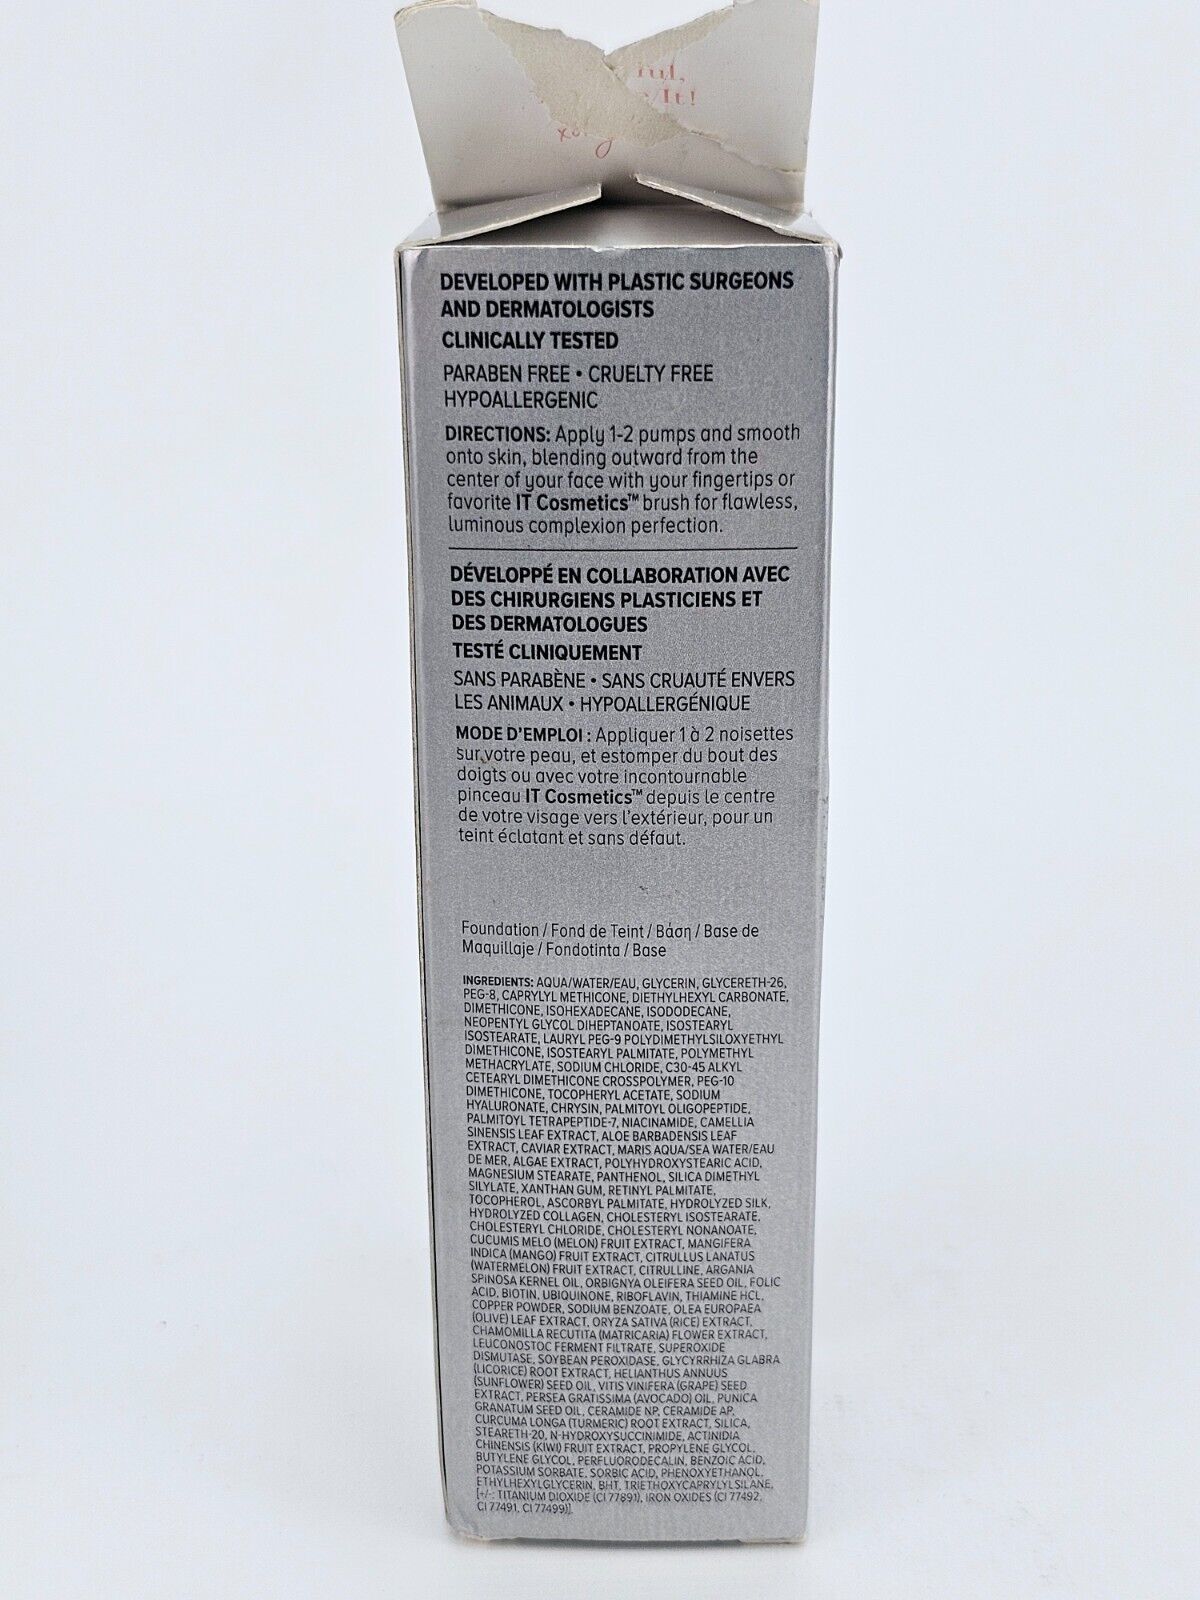 It!
DEVELOPED WITH PLASTIC SURGEONS
AND DERMATOLOGISTS
CLINICALLY TESTED
PARABEN FREE • CRUELTY FREE
HYPOALLERGENIC
DIRECTIONS: Apply 1-2 pumps and smooth
onto skin, blending outward from the
center of your face with your fingertips or
favorite IT Cosmetics™ brush for flawless,
luminous complexion perfection.
DÉVELOPPÉ EN COLLABORATION AVEC
DES CHIRURGIENS PLASTICIENS ET
DES DERMATOLOGUES
TESTÉ CLINIQUEMENT
SANS PARABÈNE • SANS CRUAUTÉ ENVERS
LES ANIMAUX • HYPOALLERGÉNIQUE
MODE D'EMPLOI : Appliquer 1 à 2 noisettes
sur votre peau, et estomper du bout des
doigts ou avec votre incontournable
pinceau IT Cosmetics™ depuis le centre
de votre visage vers l'extérieur, pour un
teint éclatant et sans défaut.
Foundation / Fond de Teint / Βάση / Base de
Maquillaje / Fondotinta / Base
INGREDIENTS: AQUA/WATER/EAU, GLYCERIN, GLYCERETH-26,
PEG-8, CAPRYLYL METHICONE, DIETHYLHEXYL CARBONATE,
DIMETHICONE, ISOHEXADECANE, ISODODECANE,
NEOPENTYL GLYCOL DIHEPTANOATE, ISOSTEARYL
ISOSTEARATE, LAURYL PEG-9 POLYDIMETHYLSILOXYETHYL
DIMETHICONE, ISOSTEARYL PALMITATE, POLYMETHYL
METHACRYLATE, SODIUM CHLORIDE, C30-45 ALKYL
CETEARYL DIMETHICONE CROSSPOLYMER, PEG-10
DIMETHICONE, TOCOPHERYL ACETATE, SODIUM
HYALURONATE, CHRYSIN, PALMITOYL OLIGOPEPTIDE,
PALMITOYL TETRAPEPTIDE-7, NIACINAMIDE, CAMELLIA
SINENSIS LEAF EXTRACT, ALOE BARBADENSIS LEAF
EXTRACT, CAVIAR EXTRACT, MARIS AQUA/SEA WATER/EAU
DE MER, ALGAE EXTRACT, POLYHYDROXYSTEARIC ACID,
MAGNESIUM STEARATE, PANTHENOL, SILICA DIMETHYL
SILYLATE, XANTHAN GUM, RETINYL PALMITATE,
TOCOPHEROL, ASCORBYL PALMITATE, HYDROLYZED SILK,
HYDROLYZED COLLAGEN, CHOLESTERYL ISOSTEARATE,
CHOLESTERYL CHLORIDE, CHOLESTERYL NONANOATE,
CUCUMIS MELO (MELON) FRUIT EXTRACT, MANGIFERA
INDICA (MANGO) FRUIT EXTRACT, CITRULLUS LANATUS
(WATERMELON) FRUIT EXTRACT, CITRULLINE, ARGANIA
SPINOSA KERNEL OIL, ORBIGNYA OLEIFERA SEED OIL, FOLIC
ACID, BIOTIN, UBIQUINONE, RIBOFLAVIN, THIAMINE HCL,
COPPER POWDER, SODIUM BENZOATE, OLEA EUROPAEA
(OLIVE) LEAF EXTRACT, ORYZA SATIVA (RICE) EXTRACT,
CHAMOMILLA RECUTITA (MATRICARIA) FLOWER EXTRACT,
LEUCONOSTOC FERMENT FILTRATE, SUPEROXIDE
DISMUTASE, SOYBEAN PEROXIDASE, GLYCYRRHIZA GLABRA
(LICORICE) ROOT EXTRACT, HELIANTHUS ANNUUS
(SUNFLOWER) SEED OIL, VITIS VINIFERA (GRAPE) SEED
EXTRACT, PERSEA GRATISSIMA (AVOCADO) OIL, PUNICA
GRANATUM SEED OIL, CERAMIDE NP, CERAMIDE AP,
CURCUMA LONGA (TURMERIC) ROOT EXTRACT, SILICA,
STEARETH-20, N-HYDROXYSUCCINIMIDE, ACTINIDIA
CHINENSIS (KIWI) FRUIT EXTRACT, PROPYLENE GLYCOL,
BUTYLENE GLYCOL, PERFLUORODECALIN, BENZOIC ACID,
POTASSIUM SORBATE, SORBIC ACID, PHENOXYETHANOL,
ETHYLHEXYLGLYCERIN, BHT, TRIETHOXYCAPRYLYLSILANE,
[+/-: TITANIUM DIOXIDE (CI 77891), IRON OXIDES (CI 77492,
CI 77491, CI 77499)].